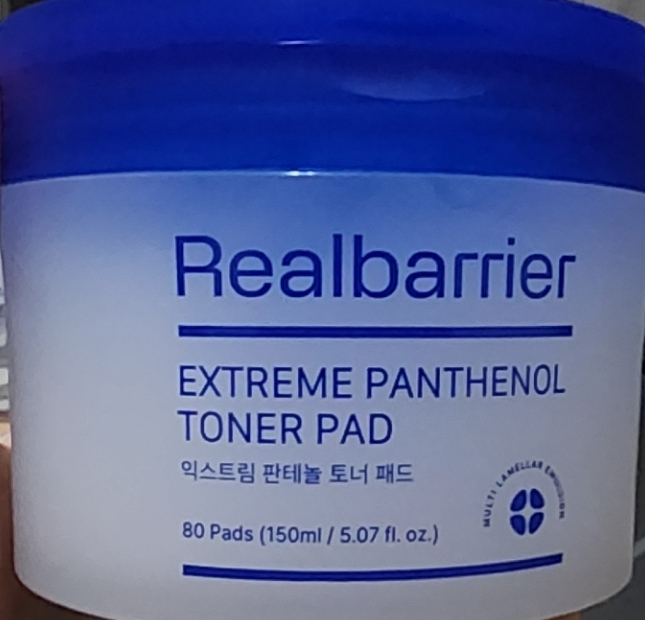 Realbarrier
EXTREME PANTHENOL
TONER PAD
익스트림 판테놀 토너 패드
80 Pads (150ml / 5.07 fl. oz.)
MULTI LAMELLAR EMULSION